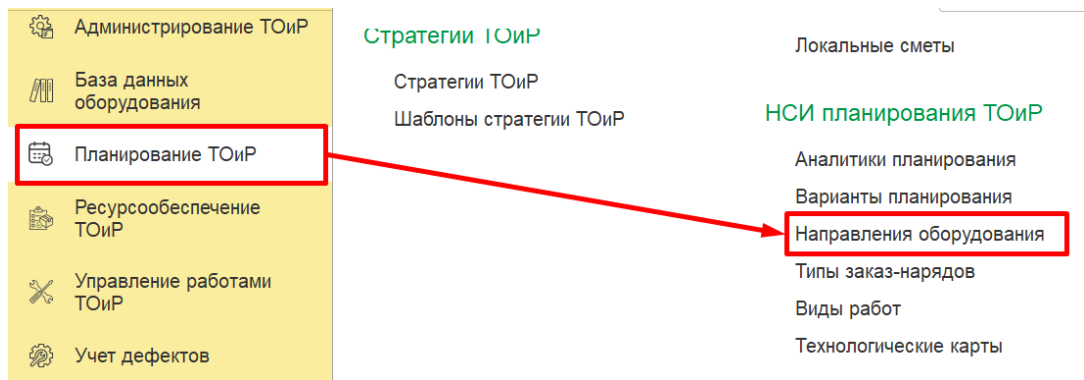 Администрирование ТОиР
База данных
оборудования
Планирование ТОиР
Ресурсообеспечение
ТОиР
Управление работами
ТОиР
Учет дефектов
Стратегии ТОиР
Стратегии ТОиР
Шаблоны стратегии ТОиР
Локальные сметы
НСИ планирования ТОиР
Аналитики планирования
Варианты планирования
Направления оборудования
Типы заказ-нарядов
Виды работ
Технологические карты